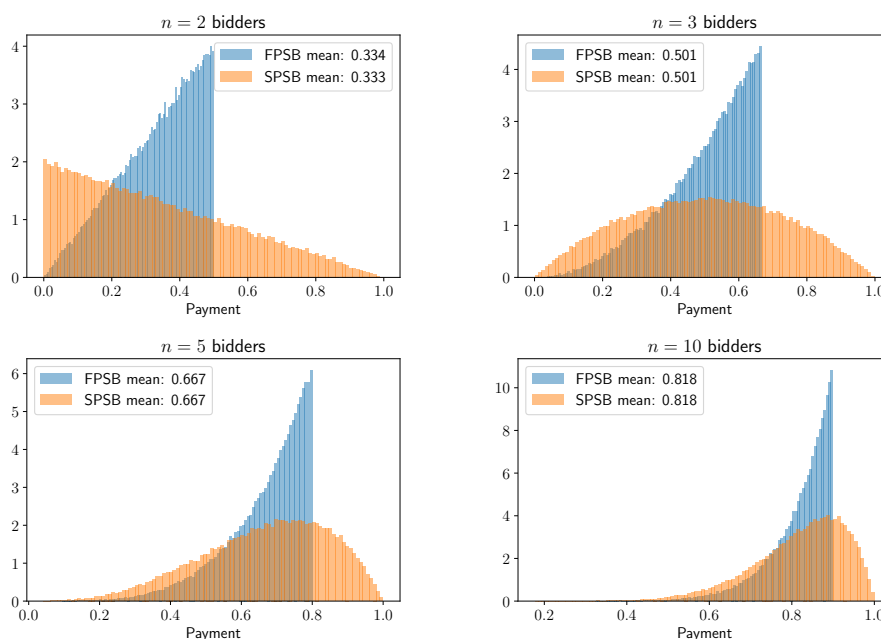 n = 2 bidders
4
3
2
1
0
FPSB mean: 0.334
SPSB mean: 0.333
0.0 0.2 0.4 0.6 0.8 1.0
Payment
n = 3 bidders
4
3
2
1
0
FPSB mean: 0.501
SPSB mean: 0.501
0.0 0.2 0.4 0.6 0.8 1.0
Payment
n = 5 bidders
6
5
4
3
2
1
0
FPSB mean: 0.667
SPSB mean: 0.667
0.0 0.2 0.4 0.6 0.8 1.0
Payment
n = 10 bidders
10
8
6
4
2
0
FPSB mean: 0.818
SPSB mean: 0.818
0.2 0.4 0.6 0.8 1.0
Payment